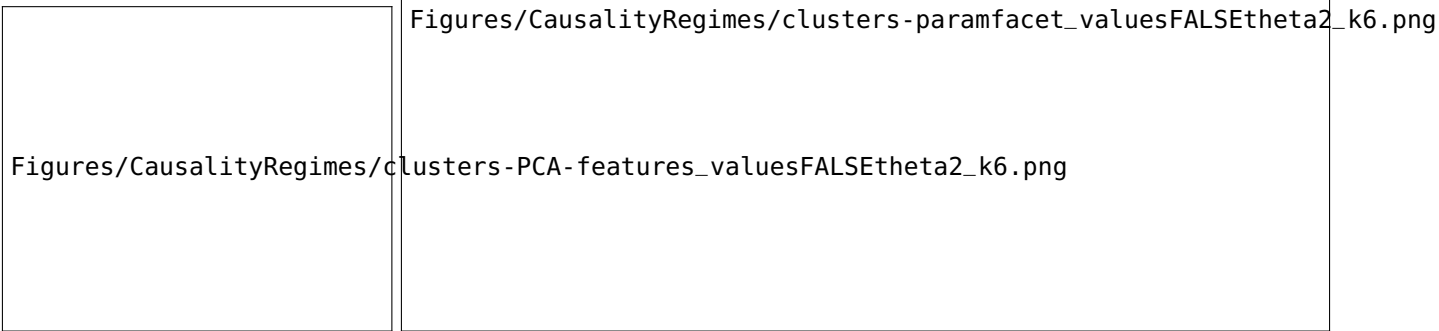 Figures/CausalityRegimes/clusters-paramfacet_valuesFALSEtheta2_k6.png
Figures/CausalityRegimes/clusters-PCA-features_valuesFALSEtheta2_k6.png